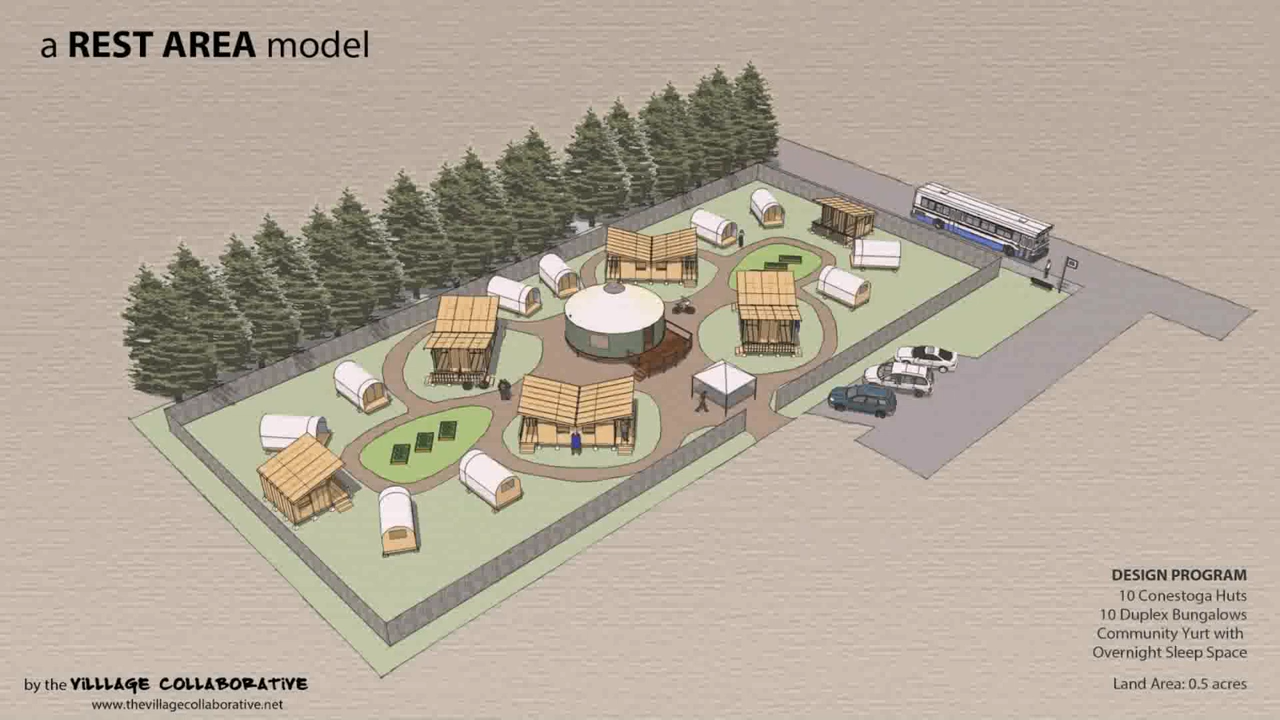 a REST AREA model
DESIGN PROGRAM
10 Conestoga Huts
10 Duplex Bungalows
Community Yurt with
Overnight Sleep Space
Land Area: 0.5 acres
by the ViLLLAGE COLLABORATiVE
www.thevillagecollaborative.net